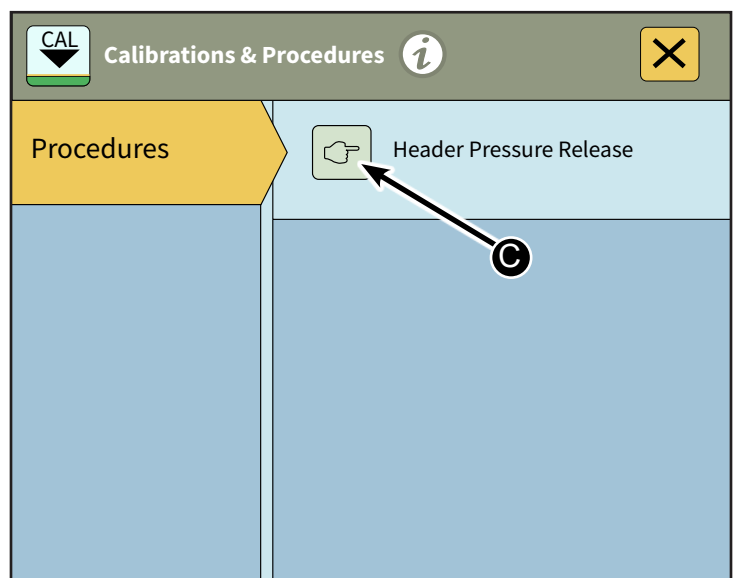 CAL
Calibrations & Procedures i
Procedures
Header Pressure Release
C